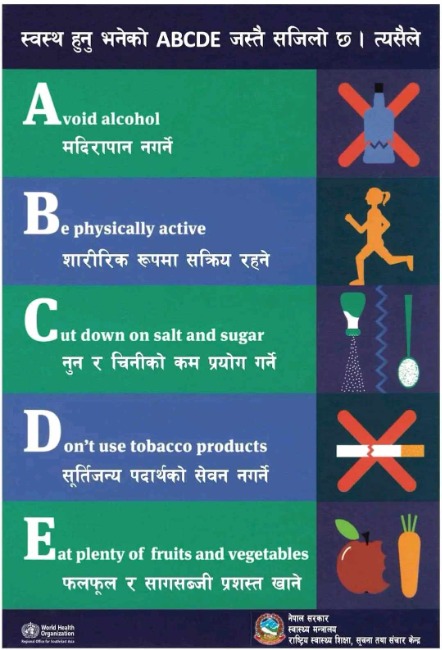 स्वस्थ हुनु भनेको ABCDE जस्तै सजिलो छ। त्यसैले
Avoid alcohol
मदिरापान नगर्ने
Be physically active
शारीरिक रूपमा सक्रिय रहने
Cut down on salt and sugar
नुन र चिनीको कम प्रयोग गर्ने
Don't use tobacco products
सूर्तिजन्य पदार्थको सेवन नगर्ने
Eat plenty of fruits and vegetables
फलफूल र सागसब्जी प्रशस्त खाने
World Health
Organization
Regional Office for South-East Asia
नेपाल सरकार
स्वास्थ्य मन्त्रालय
राष्ट्रिय स्वास्थ्य शिक्षा, सूचना तथा संचार केन्द्र